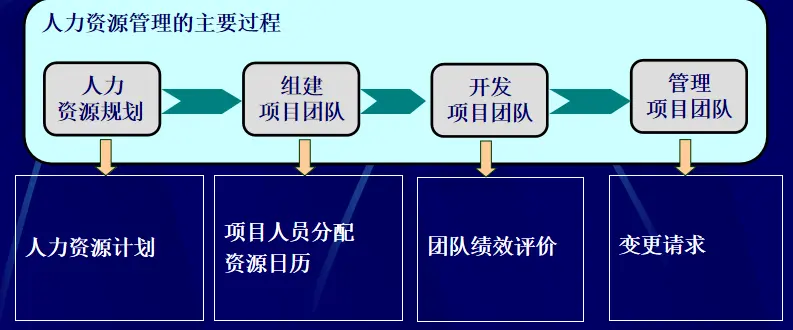 人力资源管理的主要过程
人力
资源规划
组建
项目团队
开发
项目团队
管理
项目团队
人力资源计划
项目人员分配
资源日历
团队绩效评价
变更请求